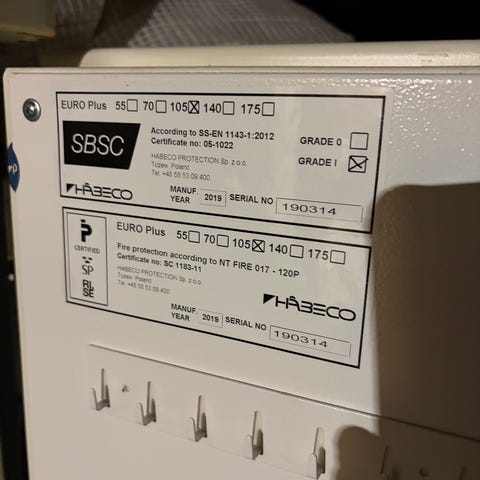 EURO Plus 55☐ 70☐ 105☒ 140☐ 175☐
SBSC
According to SS-EN 1143-1:2012
Certificate no: 05-1022
GRADE 0 ☐
GRADE I ☒
HABECO PROTECTION Sp. z o.o.
Tczew, Poland
Tel: +48 58 53 09 400
HABECO
MANUF. YEAR 2019 SERIAL NO 190314
P
CERTIFIED
SP
RI.
SE
EURO Plus 55☐ 70☐ 105☒ 140☐ 175☐
Fire protection according to NT FIRE 017 - 120P
Certificate no: SC 1183-11
HABECO PROTECTION Sp. z o.o.
Tczew, Poland
Tel: +48 58 53 09 400
HABECO
MANUF. YEAR 2019 SERIAL NO 190314